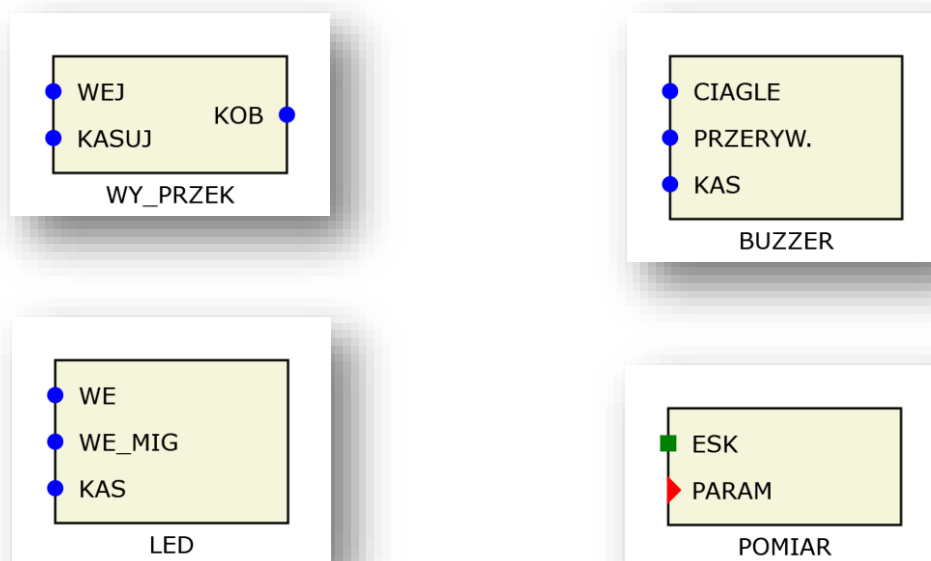 WEJ
KOB
KASUJ
WY_PRZEK
CIAGLE
PRZERYW.
KAS
BUZZER
WE
WE_MIG
KAS
LED
ESK
PARAM
POMIAR